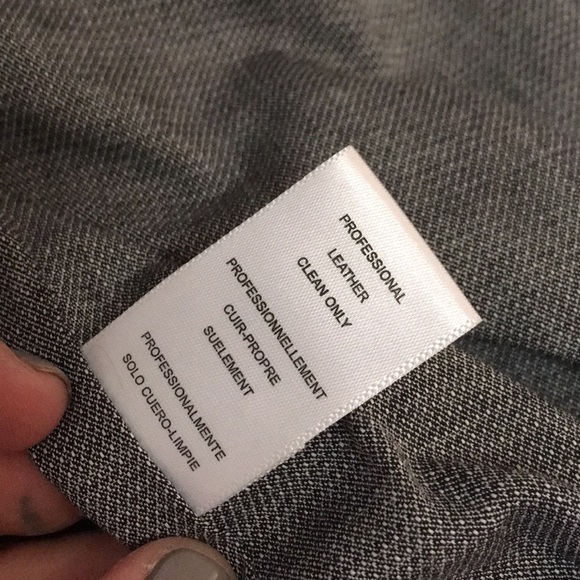 PROFESSIONAL
LEATHER
CLEAN ONLY
PROFESSIONNELLEMENT
CUIR-PROPRE
SUELEMENT
PROFESSIONALMENTE
SOLO CUERO-LIMPIE